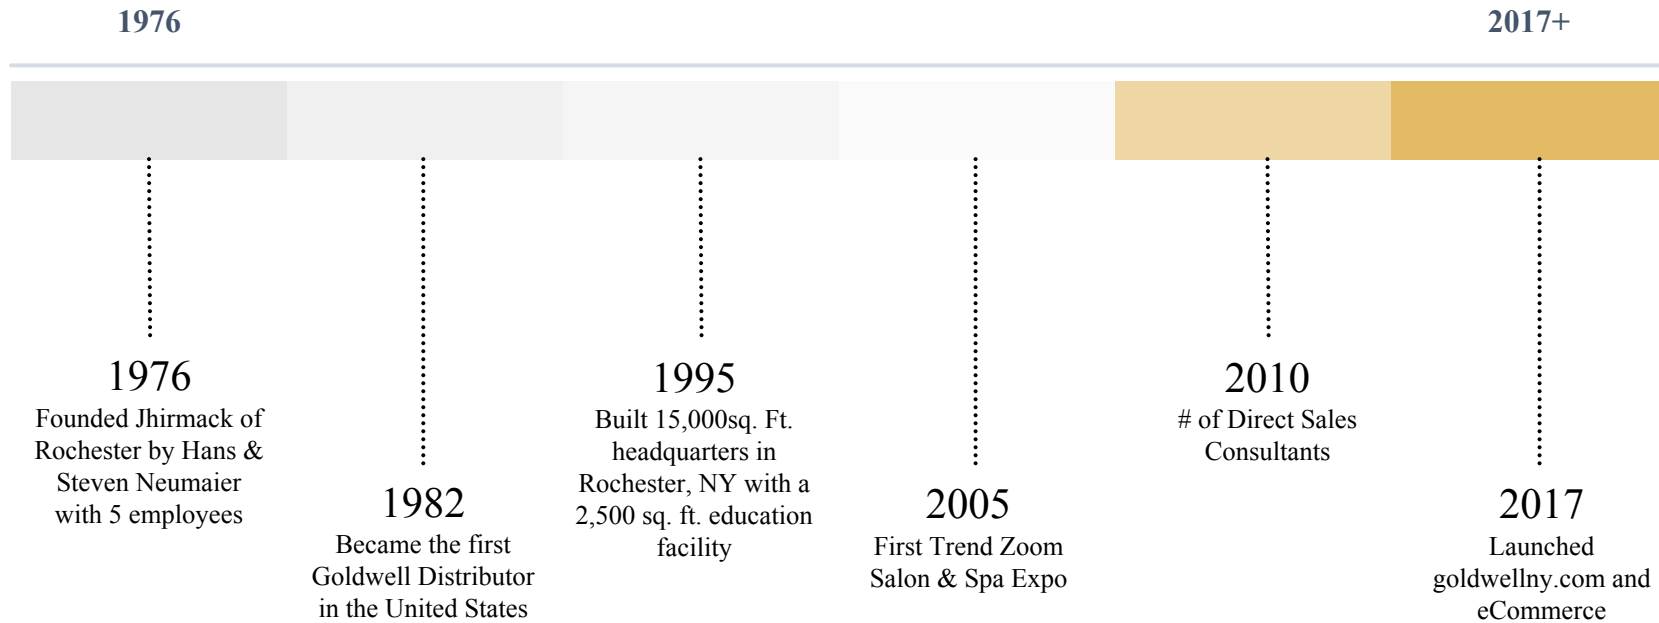 1976
2017+
1976
Founded Jhirmack of
Rochester by Hans &
Steven Neumaier
with 5 employees
1982
Became the first
Goldwell Distributor
in the United States
1995
Built 15,000sq. Ft.
headquarters in
Rochester, NY with a
2,500 sq. ft. education
facility
2005
First Trend Zoom
Salon & Spa Expo
2010
# of Direct Sales
Consultants
2017
Launched
goldwellny.com and
eCommerce